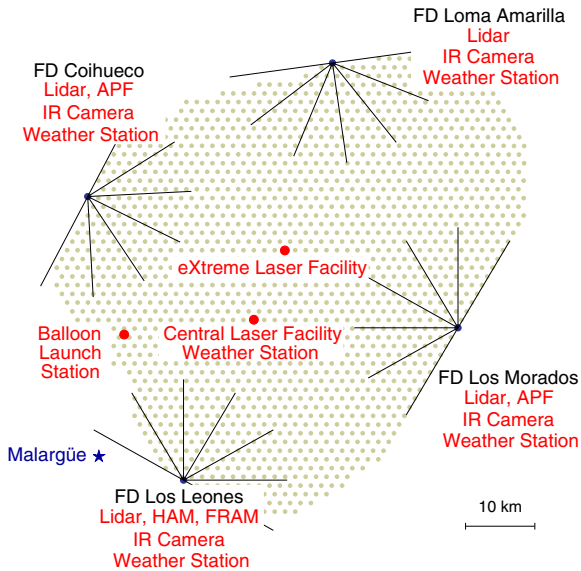 FD Loma Amarilla
Lidar
IR Camera
Weather Station
FD Coihueco
Lidar, APF
IR Camera
Weather Station
eXtreme Laser Facility
Balloon
Launch
Station
Central Laser Facility
Weather Station
FD Los Morados
Lidar, APF
IR Camera
Weather Station
Malargüe
FD Los Leones
Lidar, HAM, FRAM
IR Camera
Weather Station
10 km